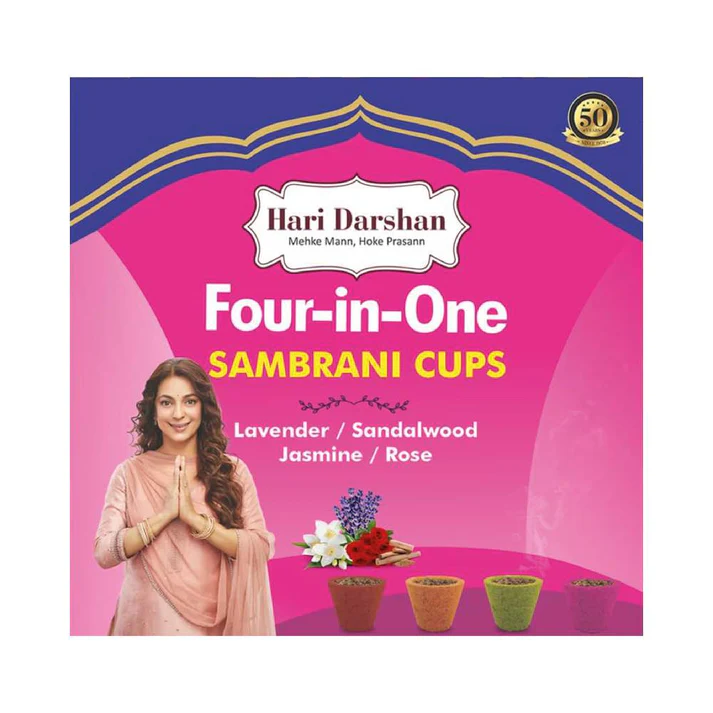 50
Hari Darshan
Mehke Mann, Hoke Prasann
Four-in-One
SAMBRANI CUPS
Lavender / Sandalwood
Jasmine / Rose